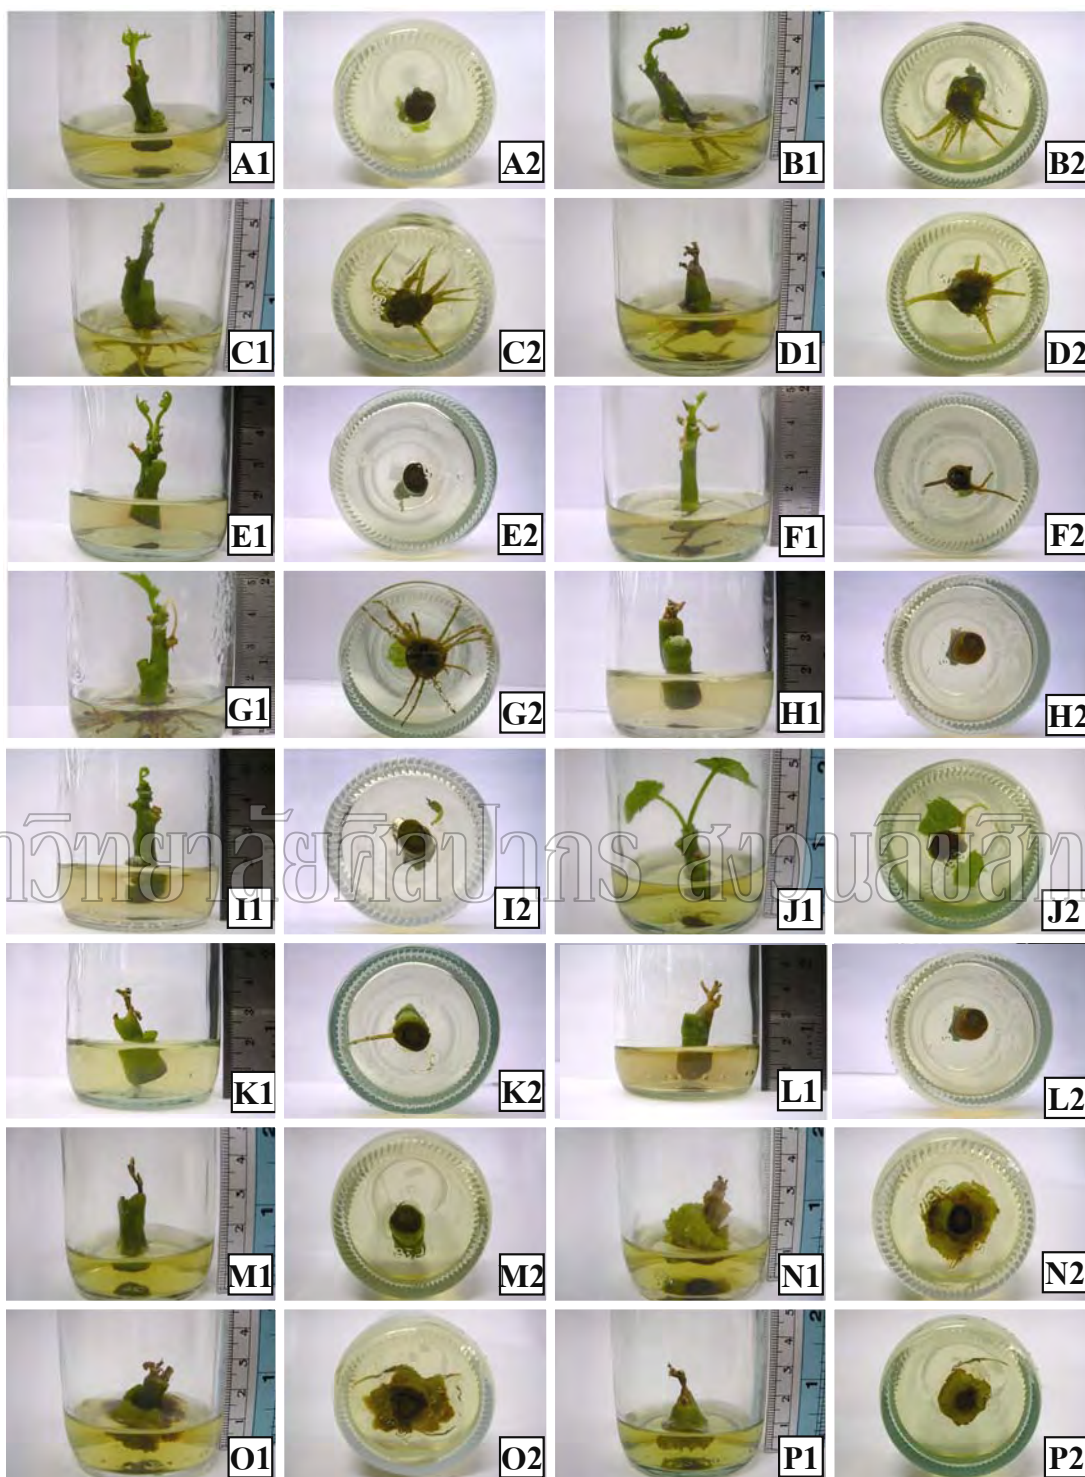 A1 A2 B1 B2
C1 C2 D1 D2
E1 E2 F1 F2
G1 G2 H1 H2
I1 I2 J1 J2
าวิทยาลัยศิลปากร สงวนลิขสิท
K1 K2 L1 L2
M1 M2 N1 N2
O1 O2 P1 P2